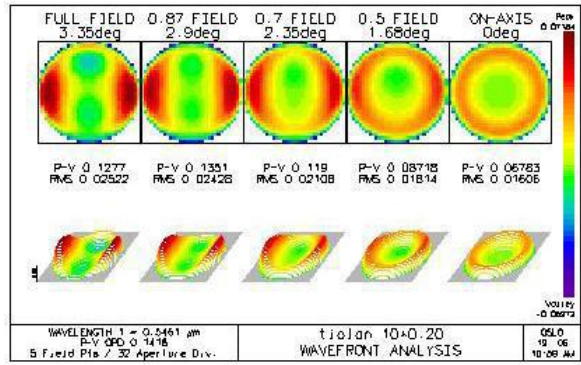 FULL FIELD 0.87 FIELD 0.7 FIELD 0.5 FIELD ON-AXIS
3.35deg 2.9deg 2.35deg 1.68deg 0deg
Peak
P-V 0.1277 P-V 0.1351 P-V 0.119 P-V 0.08718 P-V 0.06783
RMS 0.02522 RMS 0.02428 RMS 0.02108 RMS 0.01814 RMS 0.01606
Valley
WAVELENGTH 1 = 0.5461 µm
P-V OPD 0.1416
5 Field Pts / 32 Aperture Div.
tiolan 10*0.20
WAVEFRONT ANALYSIS
OSLO